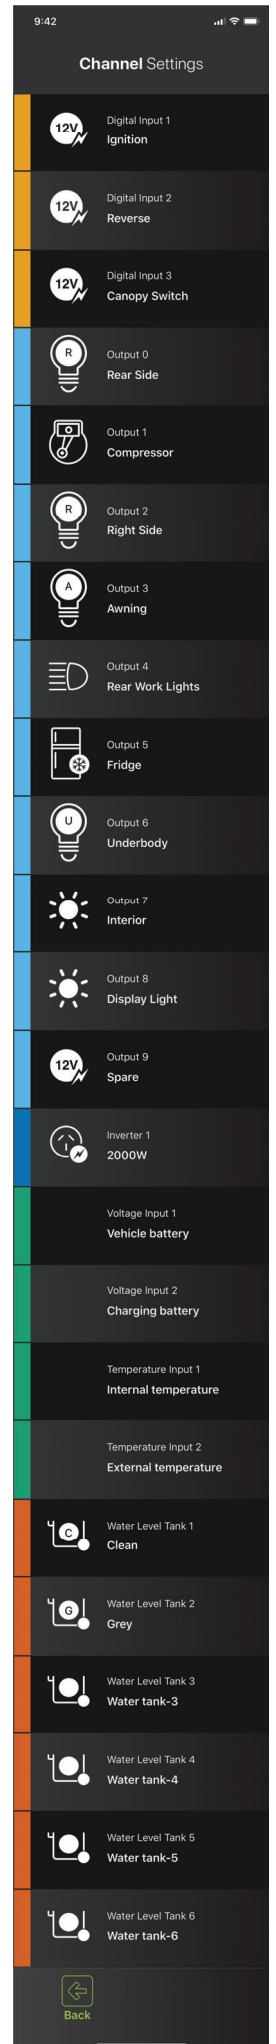 9:42
Channel Settings
12V
Digital Input 1
Ignition
12V
Digital Input 2
Reverse
12V
Digital Input 3
Canopy Switch
R
Output 0
Rear Side
Output 1
Compressor
R
Output 2
Right Side
A
Output 3
Awning
Output 4
Rear Work Lights
Output 5
Fridge
U
Output 6
Underbody
Output 7
Interior
Output 8
Display Light
12V
Output 9
Spare
Inverter 1
2000W
Voltage Input 1
Vehicle battery
Voltage Input 2
Charging battery
Temperature Input 1
Internal temperature
Temperature Input 2
External temperature
C
Water Level Tank 1
Clean
G
Water Level Tank 2
Grey
Water Level Tank 3
Water tank-3
Water Level Tank 4
Water tank-4
Water Level Tank 5
Water tank-5
Water Level Tank 6
Water tank-6
Back